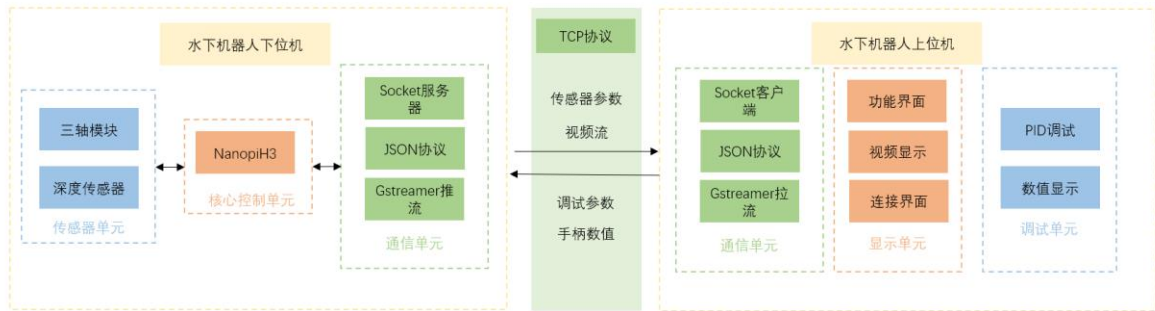 水下机器人下位机
三轴模块
深度传感器
传感器单元
NanopiH3
核心控制单元
Socket服务
器
JSON协议
Gstreamer推
流
通信单元
TCP协议
传感器参数
视频流
调试参数
手柄数值
水下机器人上位机
Socket客户
端
JSON协议
Gstreamer拉
流
通信单元
功能界面
视频显示
连接界面
显示单元
PID调试
数值显示
调试单元